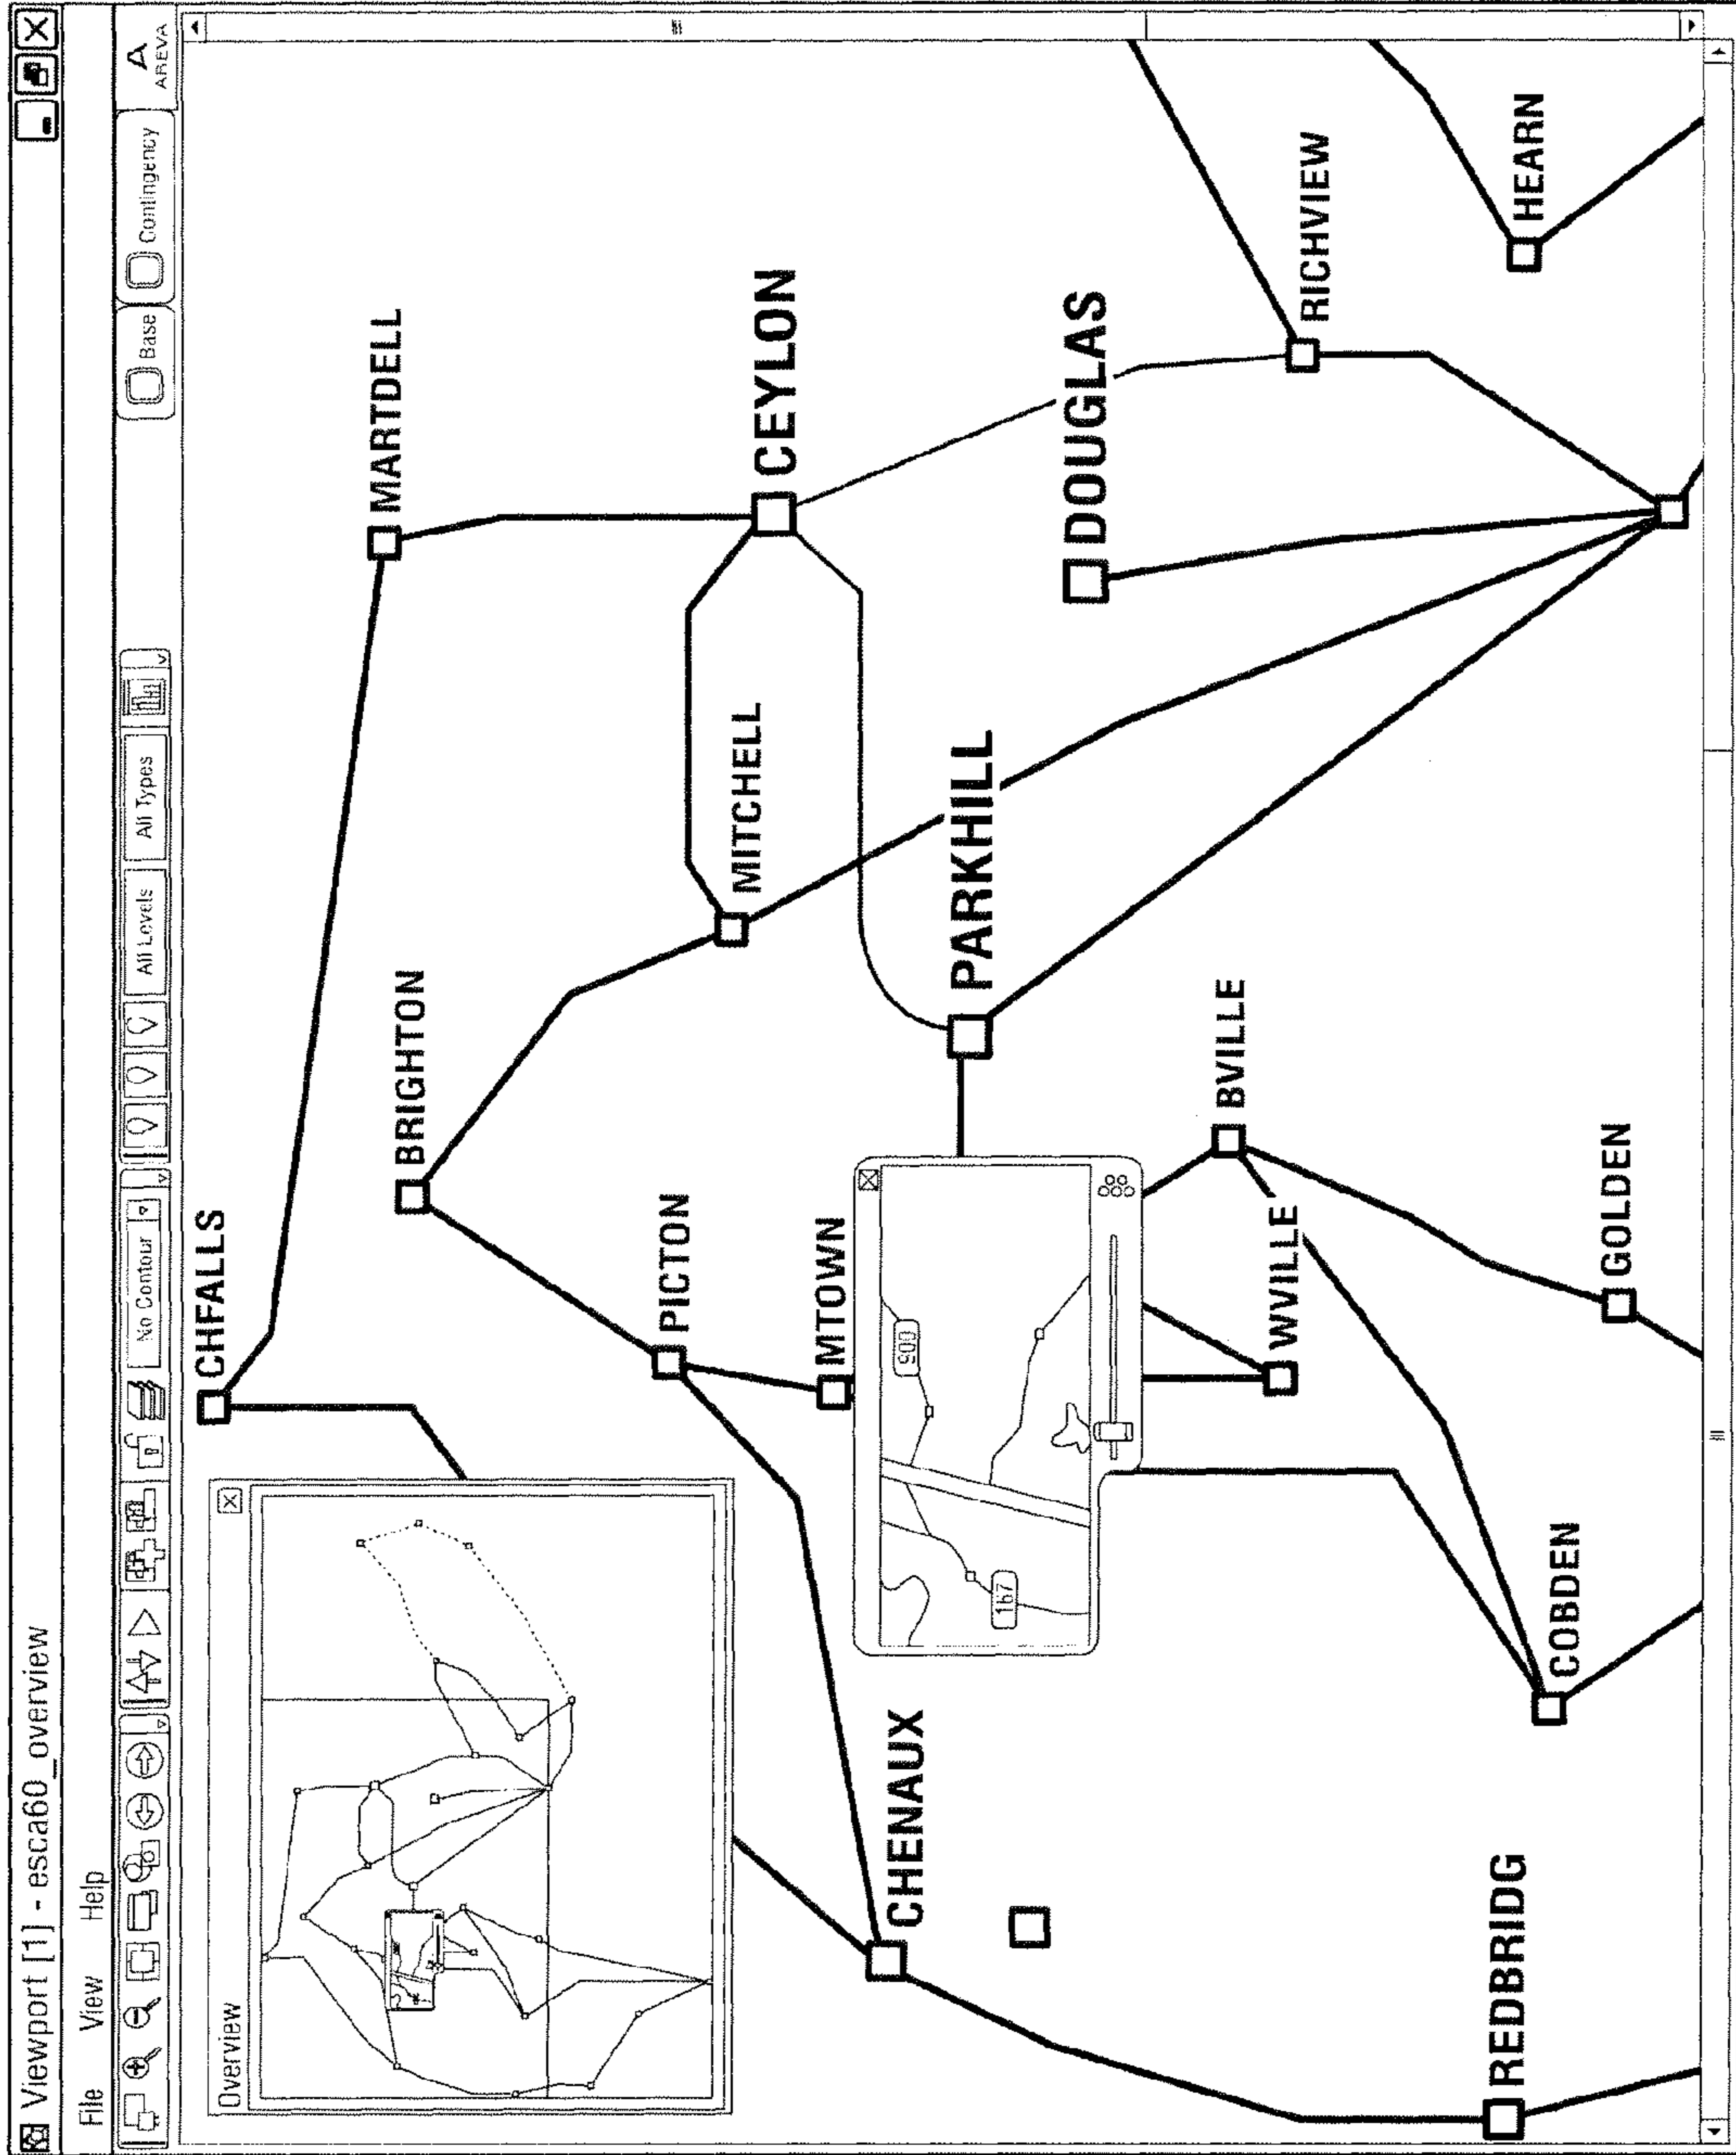 Viewport [1] - esca60_overview
File View Help
No Contour
All Levels
All Types
Base
Contingency
A
AREVA
Overview
CHFALLS
MARTDELL
BRIGHTON
PICTON
MITCHELL
CEYLON
MTOWN
CHENAUX
900
167
PARKHILL
DOUGLAS
BVILLE
WVILLE
RICHVIEW
REDBRIDG
COBDEN
GOLDEN
HEARN